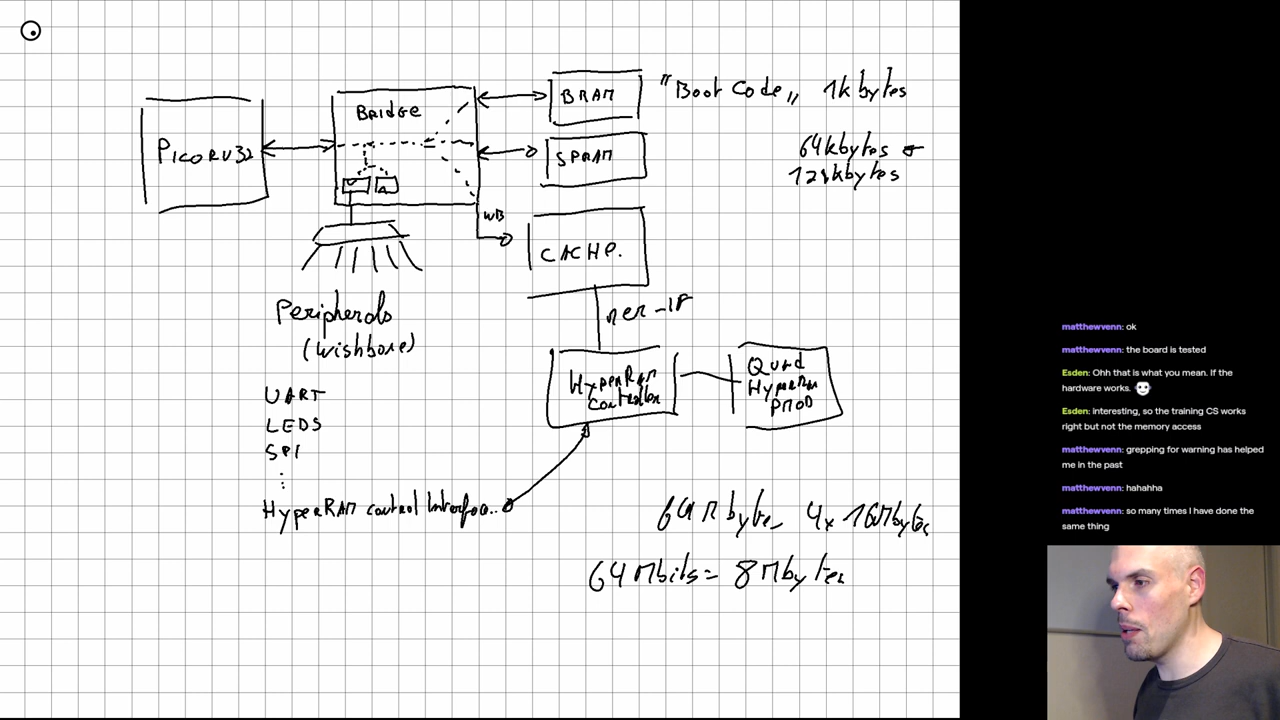 PICORV32
Bridge
BRAM
"Boot Code" 1kbytes
SPRAM
64kbytes or
128kbytes
WB
CACHE.
Peripherals
(wishbone)
UART
LEDS
SPI
HyperRAM control Interface..
HyperRAM
controller
Quad
HyperRAM
PMOD
64Mbyte 4x 16Mbytes
64Mbits = 8Mbytes
matthewvenn: ok
matthewvenn: the board is tested
Esden: Ohh that is what you mean. If the
hardware works.
Esden: interesting, so the training CS works
right but not the memory access
matthewvenn: grepping for warning has helped
me in the past
matthewvenn: hahahha
matthewvenn: so many times I have done the
same thing